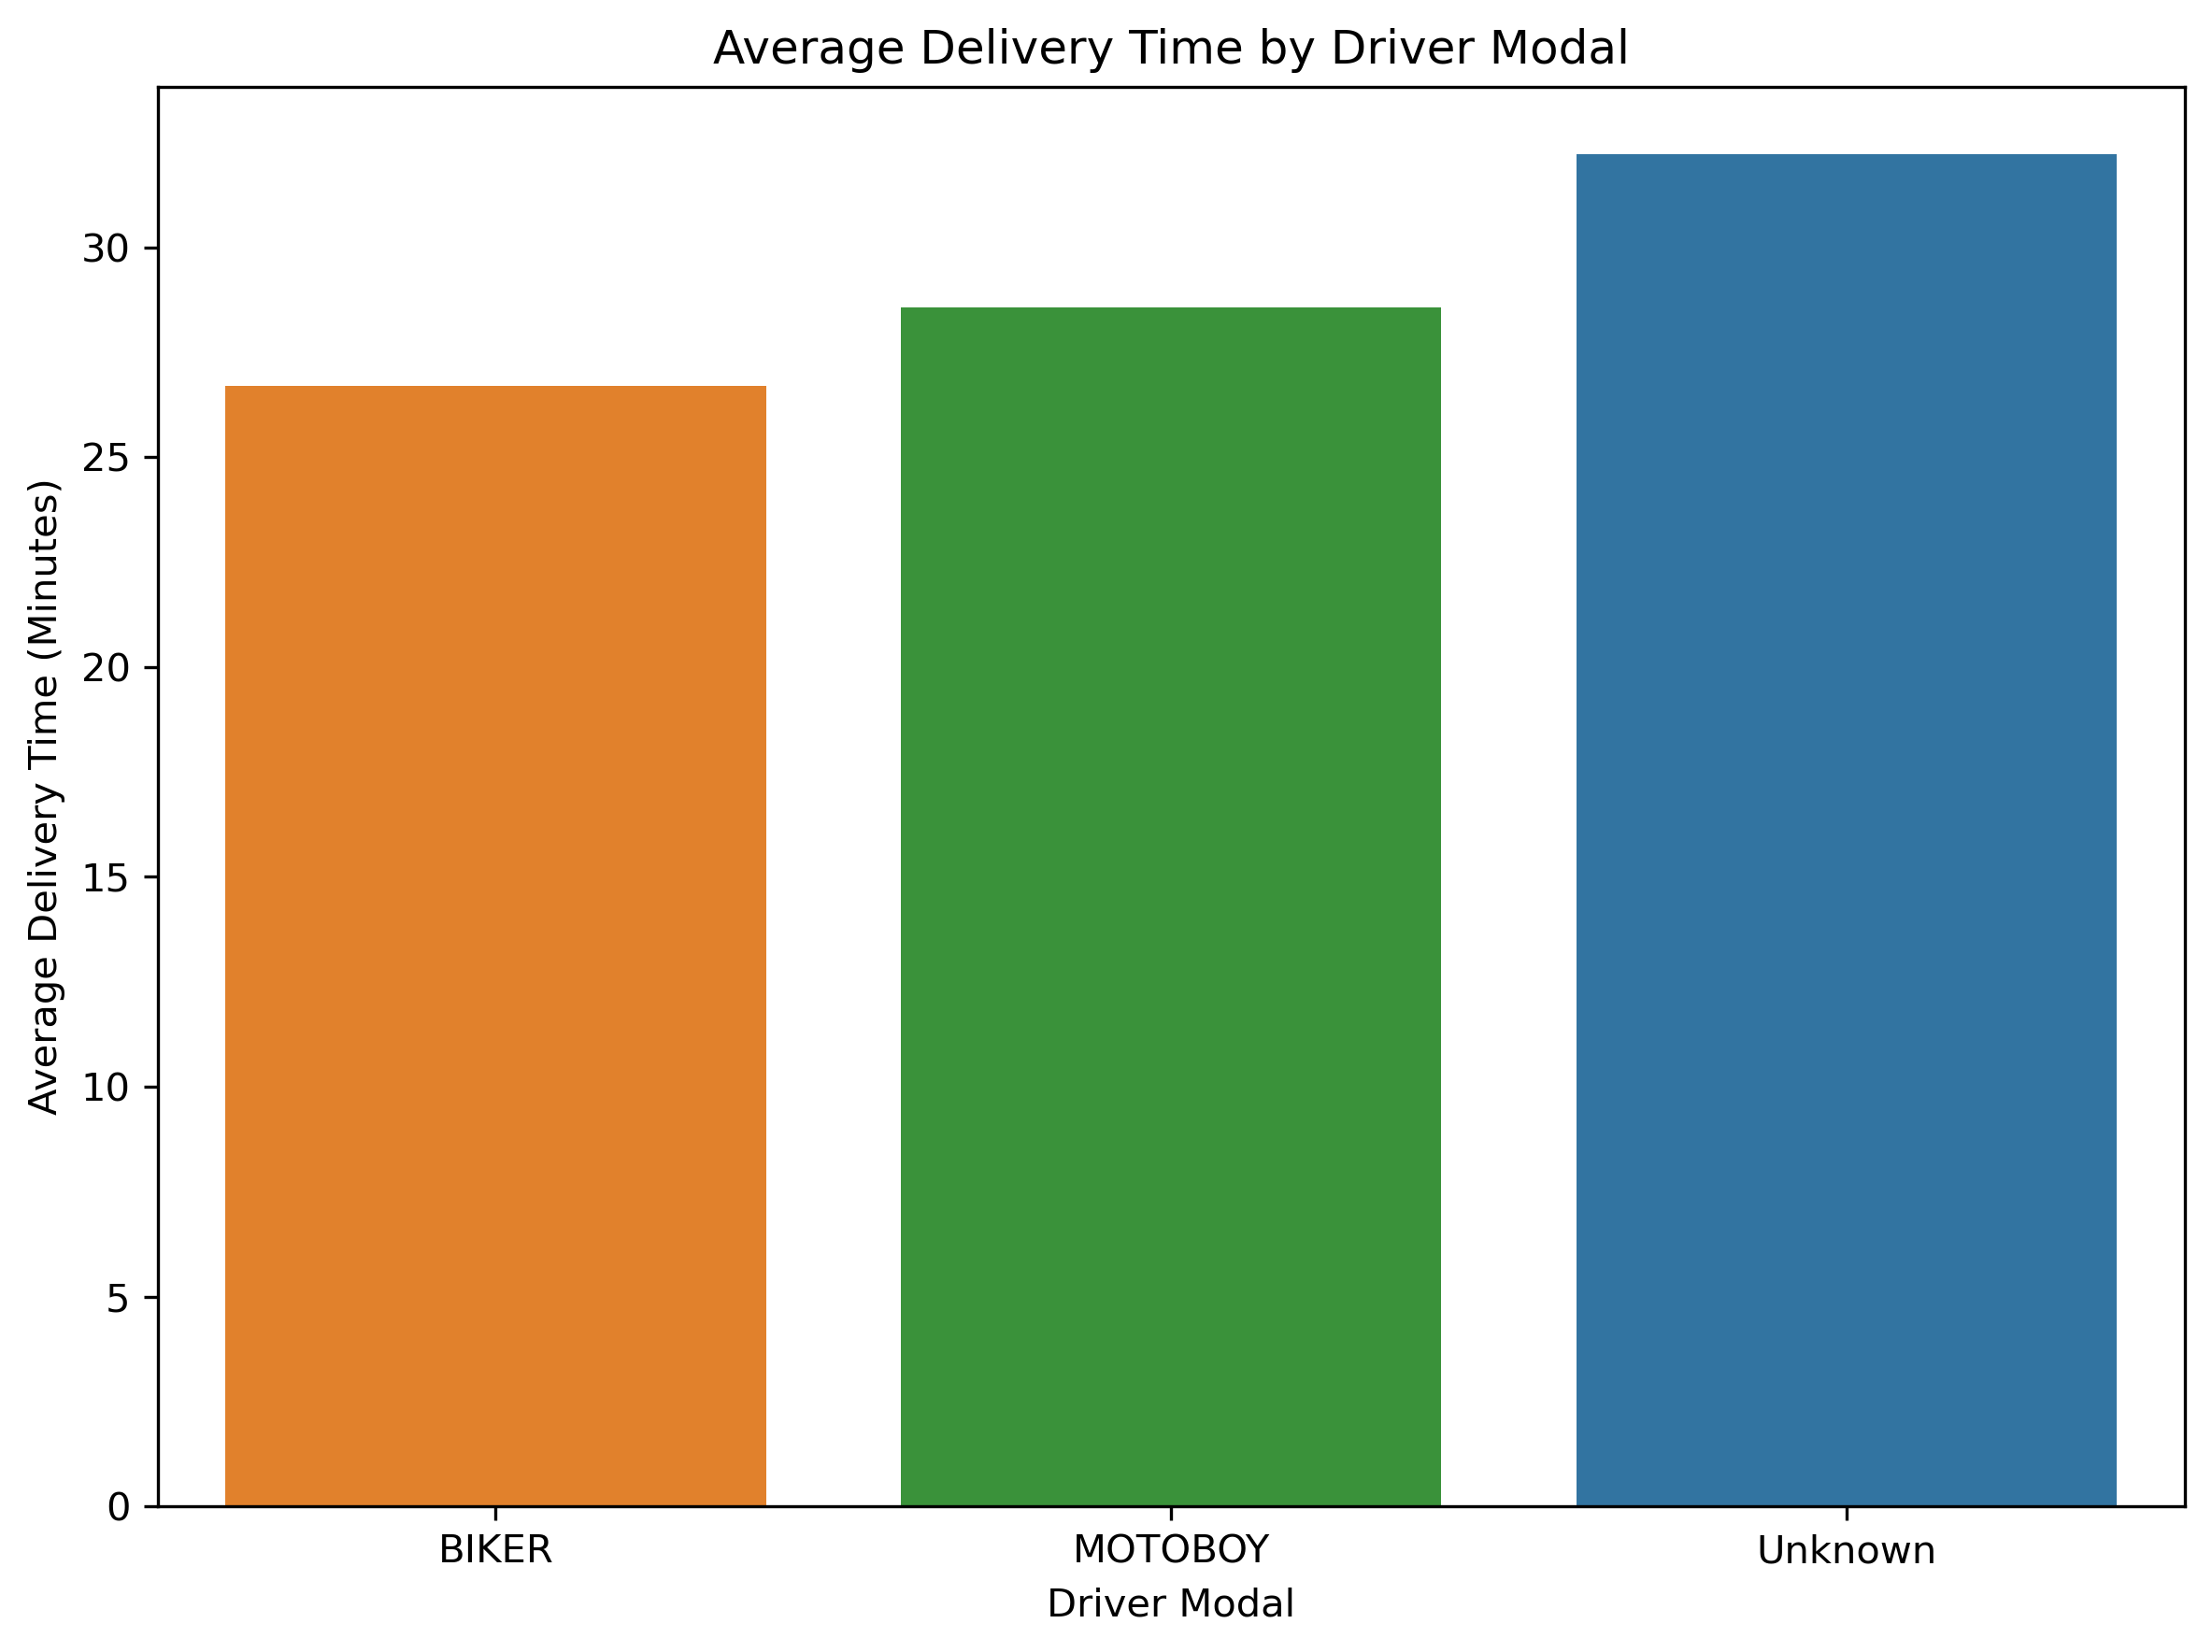 Average Delivery Time by Driver Modal
Average Delivery Time (Minutes)
30
25
20
15
10
5
0
BIKER
MOTOBOY
Unknown
Driver Modal